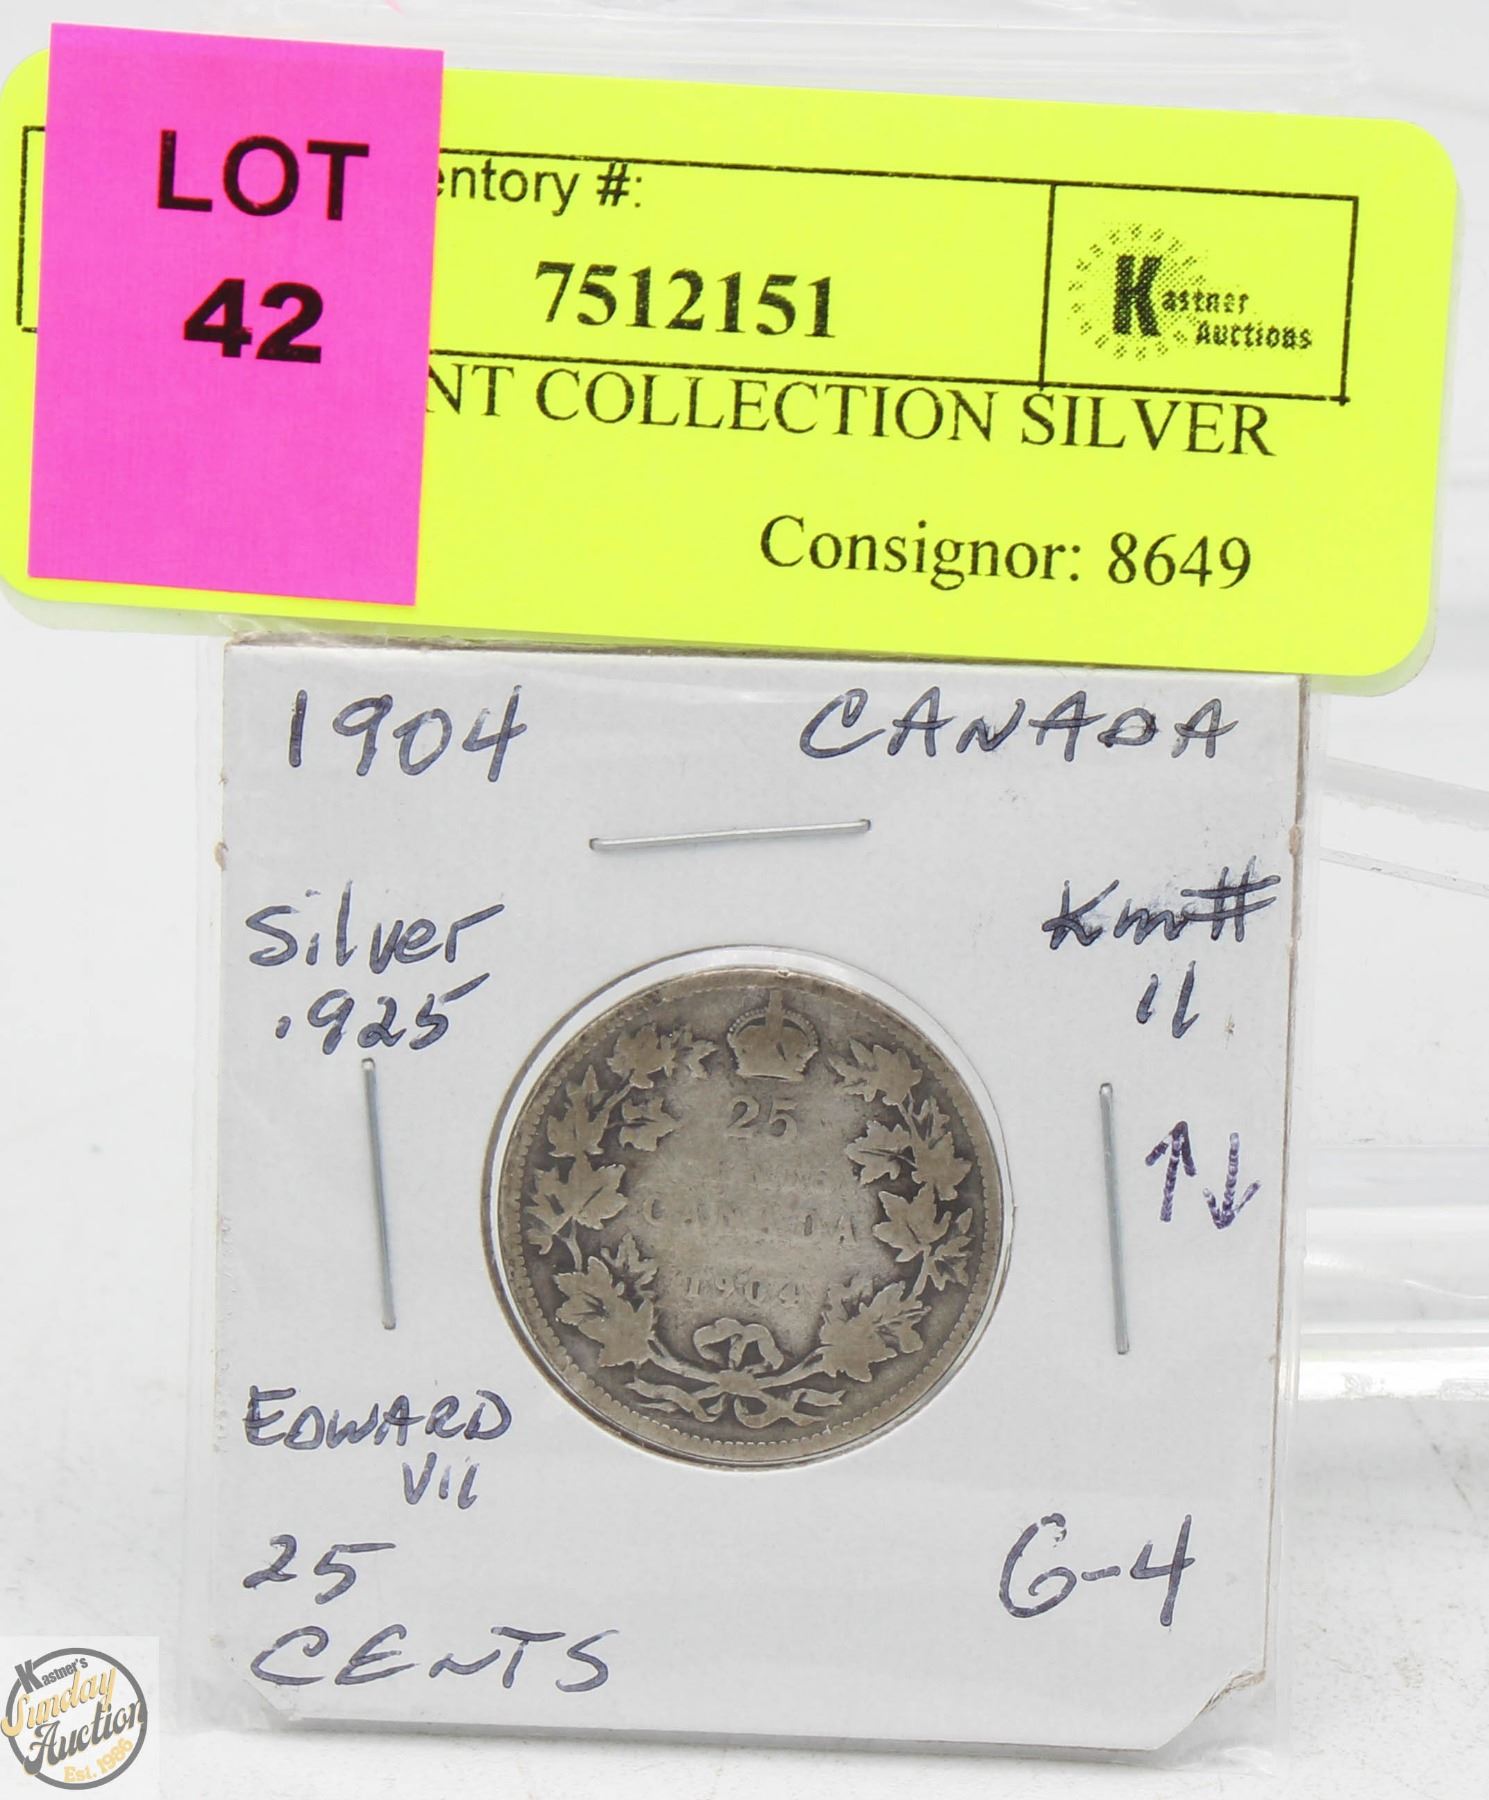 LOT
42
entory #:
7512151
Kastner
Auctions
NT COLLECTION SILVER
Consignor: 8649
1904 CANADA
Silver
.925
Km#
11
25
CANADA
1904
EDWARD
VII
25
CENTS
G-4
Kastner's
Sunday
Auction
Est. 1986